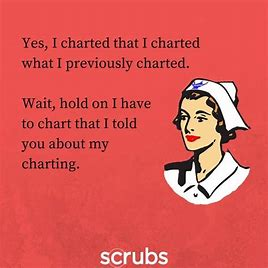 Yes, I charted that I charted
what I previously charted.
Wait, hold on I have
to chart that I told
you about my
charting.
scrubs